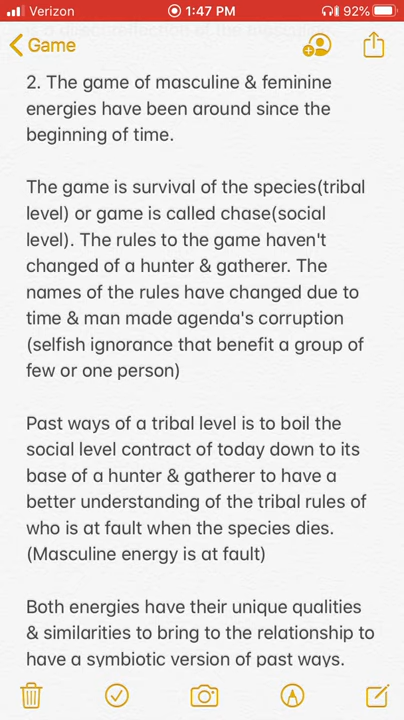 Verizon 1:47 PM 92%
Game
2. The game of masculine & feminine
energies have been around since the
beginning of time.
The game is survival of the species(tribal
level) or game is called chase(social
level). The rules to the game haven't
changed of a hunter & gatherer. The
names of the rules have changed due to
time & man made agenda's corruption
(selfish ignorance that benefit a group of
few or one person)
Past ways of a tribal level is to boil the
social level contract of today down to its
base of a hunter & gatherer to have a
better understanding of the tribal rules of
who is at fault when the species dies.
(Masculine energy is at fault)
Both energies have their unique qualities
& similarities to bring to the relationship to
have a symbiotic version of past ways.